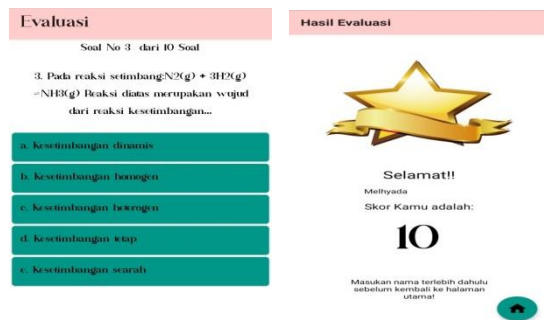 Evaluasi
Soal No 3 dari 10 Soal
3. Pada reaksi setimbang:N2(g) + 3H2(g)
=NH3(g) Reaksi diatas merupakan wujud
dari reaksi kesetimbangan...
a. Kesetimbangan dinamis
b. Kesetimbangan homogen
c. Kesetimbangan heterogen
d. Kesetimbangan tetap
e. Kesetimbangan searah
Hasil Evaluasi
Selamat!!
Melhyada
Skor Kamu adalah:
10
Masukan nama terlebih dahulu
sebelum kembali ke halaman
utama!